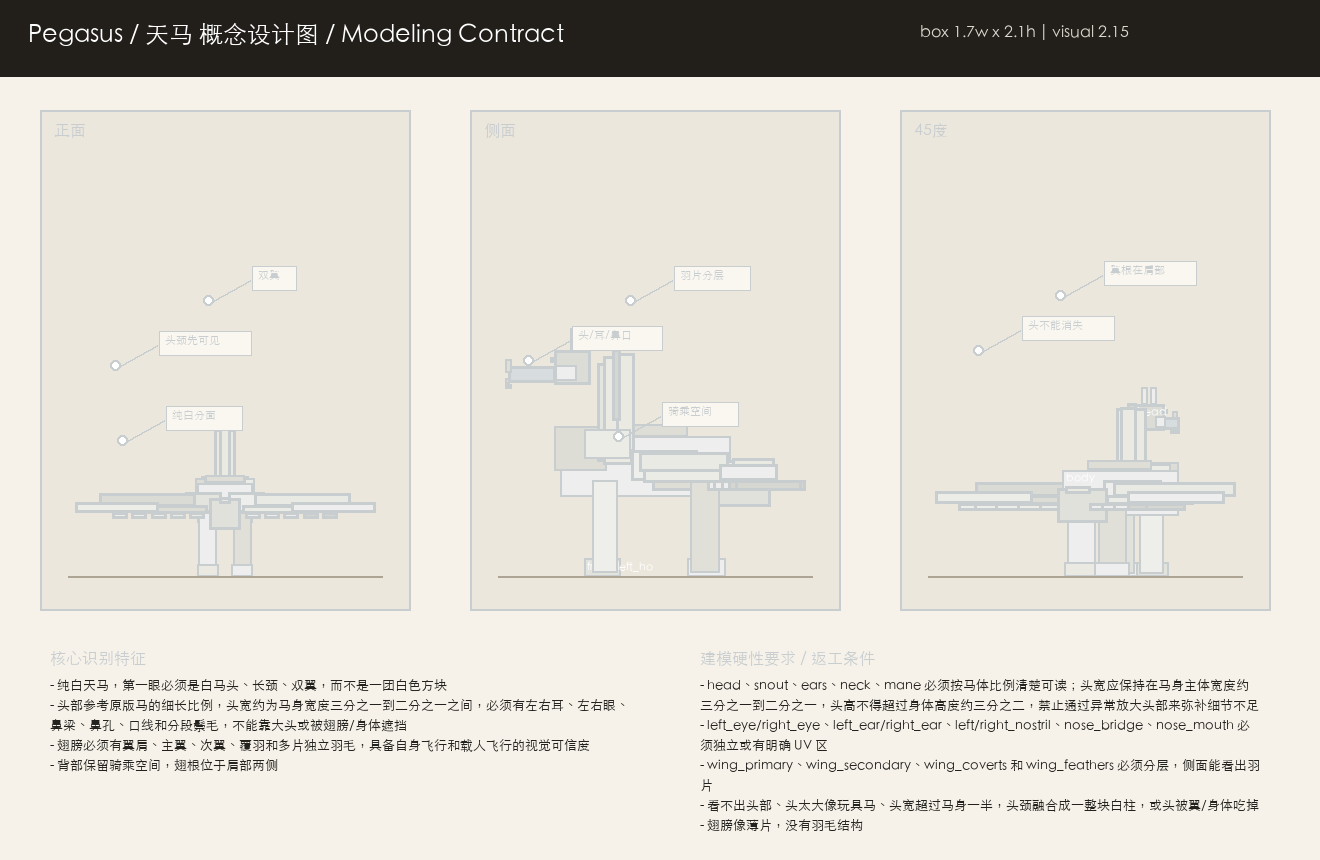 Pegasus / 天马 概念设计图 / Modeling Contract
box 1.7w x 2.1h | visual 2.15
正面
双翼
头颈先可见
纯白分面
侧面
羽片分层
头/耳/鼻口
骑乘空间
45度
翼根在肩部
头不能消失
body
核心识别特征
- 纯白天马，第一眼必须是白马头、长颈、双翼，而不是一团白色方块
- 头部参考原版马的细长比例，头宽约为马身宽度三分之一到二分之一之间，必须有左右耳、左右眼、
鼻梁、鼻孔、口线和分段鬃毛，不能靠大头或被翅膀/身体遮挡
- 翅膀必须有翼肩、主翼、次翼、覆羽和多片独立羽毛，具备自身飞行和载人飞行的视觉可信度
- 背部保留骑乘空间，翅根位于肩部两侧
建模硬性要求 / 返工条件
- head、snout、ears、neck、mane 必须按马体比例清楚可读；头宽应保持在马身主体宽度约
三分之一到二分之一，头高不得超过身体高度约三分之二，禁止通过异常放大头部来弥补细节不足
- left_eye/right_eye、left_ear/right_ear、left/right_nostril、nose_bridge、nose_mouth 必
须独立或有明确 UV 区
- wing_primary、wing_secondary、wing_coverts 和 wing_feathers 必须分层，侧面能看出羽
片
- 看不出头部、头太大像玩具马、头宽超过马身一半，头颈融合成一整块白柱，或头被翼/身体吃掉
- 翅膀像薄片，没有羽毛结构